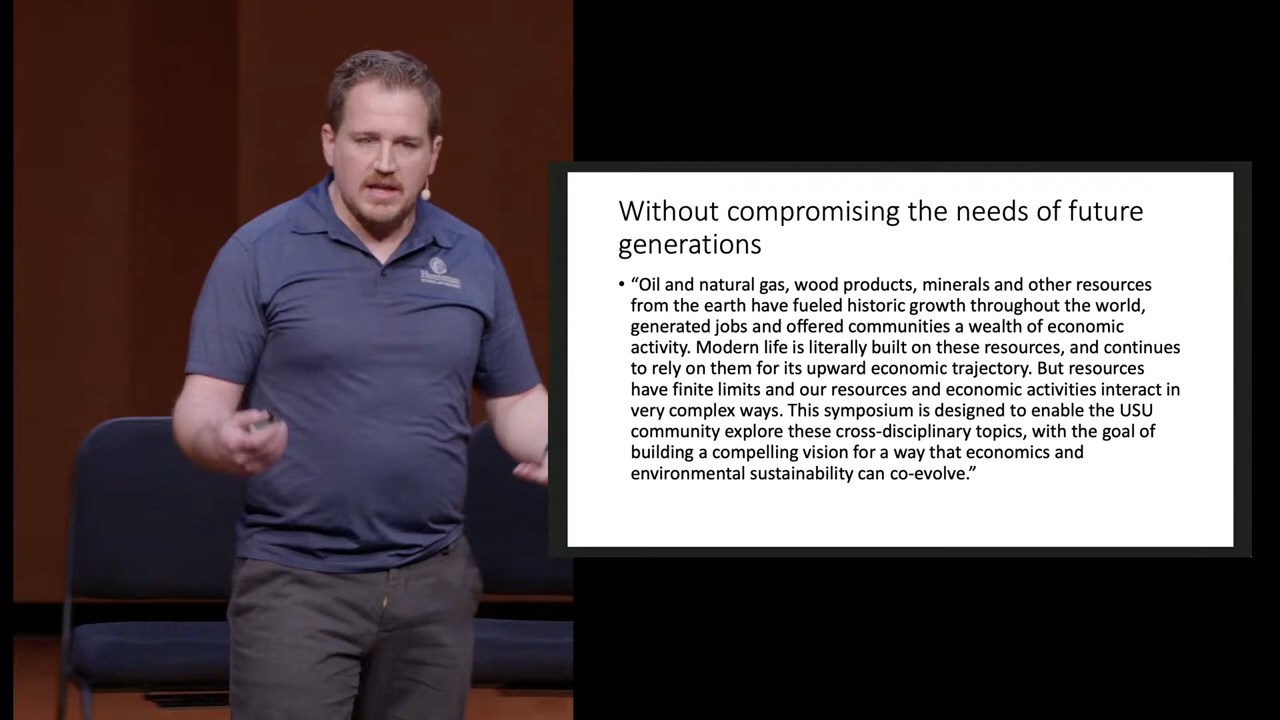 Without compromising the needs of future
generations
• “Oil and natural gas, wood products, minerals and other resources
from the earth have fueled historic growth throughout the world,
generated jobs and offered communities a wealth of economic
activity. Modern life is literally built on these resources, and continues
to rely on them for its upward economic trajectory. But resources
have finite limits and our resources and economic activities interact in
very complex ways. This symposium is designed to enable the USU
community explore these cross-disciplinary topics, with the goal of
building a compelling vision for a way that economics and
environmental sustainability can co-evolve.”